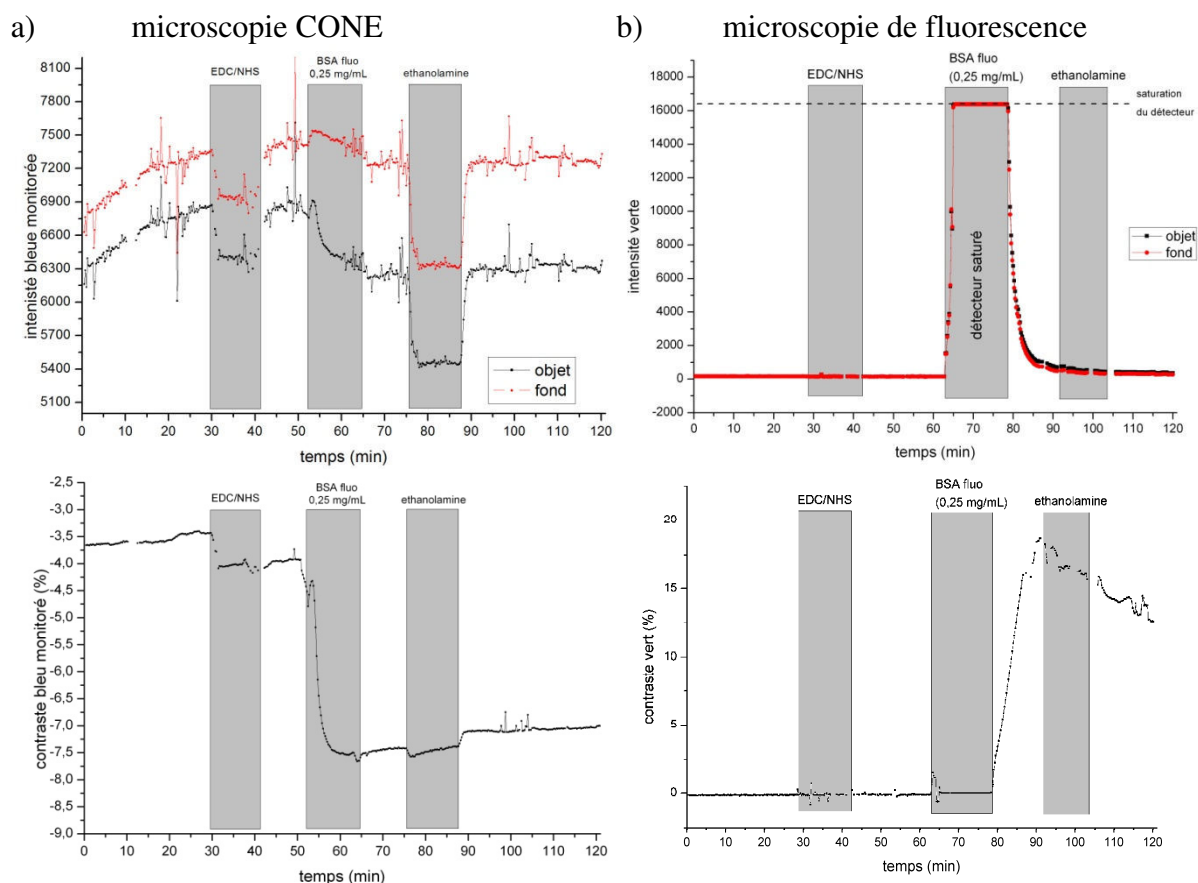 a) microscopie CONE
b) microscopie de fluorescence
EDC/NHS
BSA fluo
0,25 mg/mL
ethanolamine
8100
7800
7500
7200
6900
6600
6300
6000
5700
5400
5100
intenisté bleue monitorée
objet
fond
0 10 20 30 40 50 60 70 80 90 100 110 120
temps (min)
EDC/NHS
BSA fluo
(0,25 mg/mL)
ethanolamine
saturation
du détecteur
18000
16000
14000
12000
10000
8000
6000
4000
2000
0
-2000
intensité verte
détecteur saturé
objet
fond
0 10 20 30 40 50 60 70 80 90 100 110 120
temps (min)
EDC/NHS
BSA fluo
0,25 mg/mL
ethanolamine
-2,5
-3,0
-3,5
-4,0
-4,5
-5,0
-5,5
-6,0
-6,5
-7,0
-7,5
-8,0
-8,5
-9,0
contraste bleu monitoré (%)
0 10 20 30 40 50 60 70 80 90 100 110 120
temps (min)
EDC/NHS
BSA fluo
(0,25 mg/mL)
ethanolamine
20
15
10
5
0
contraste vert (%)
0 10 20 30 40 50 60 70 80 90 100 110 120
temps (min)